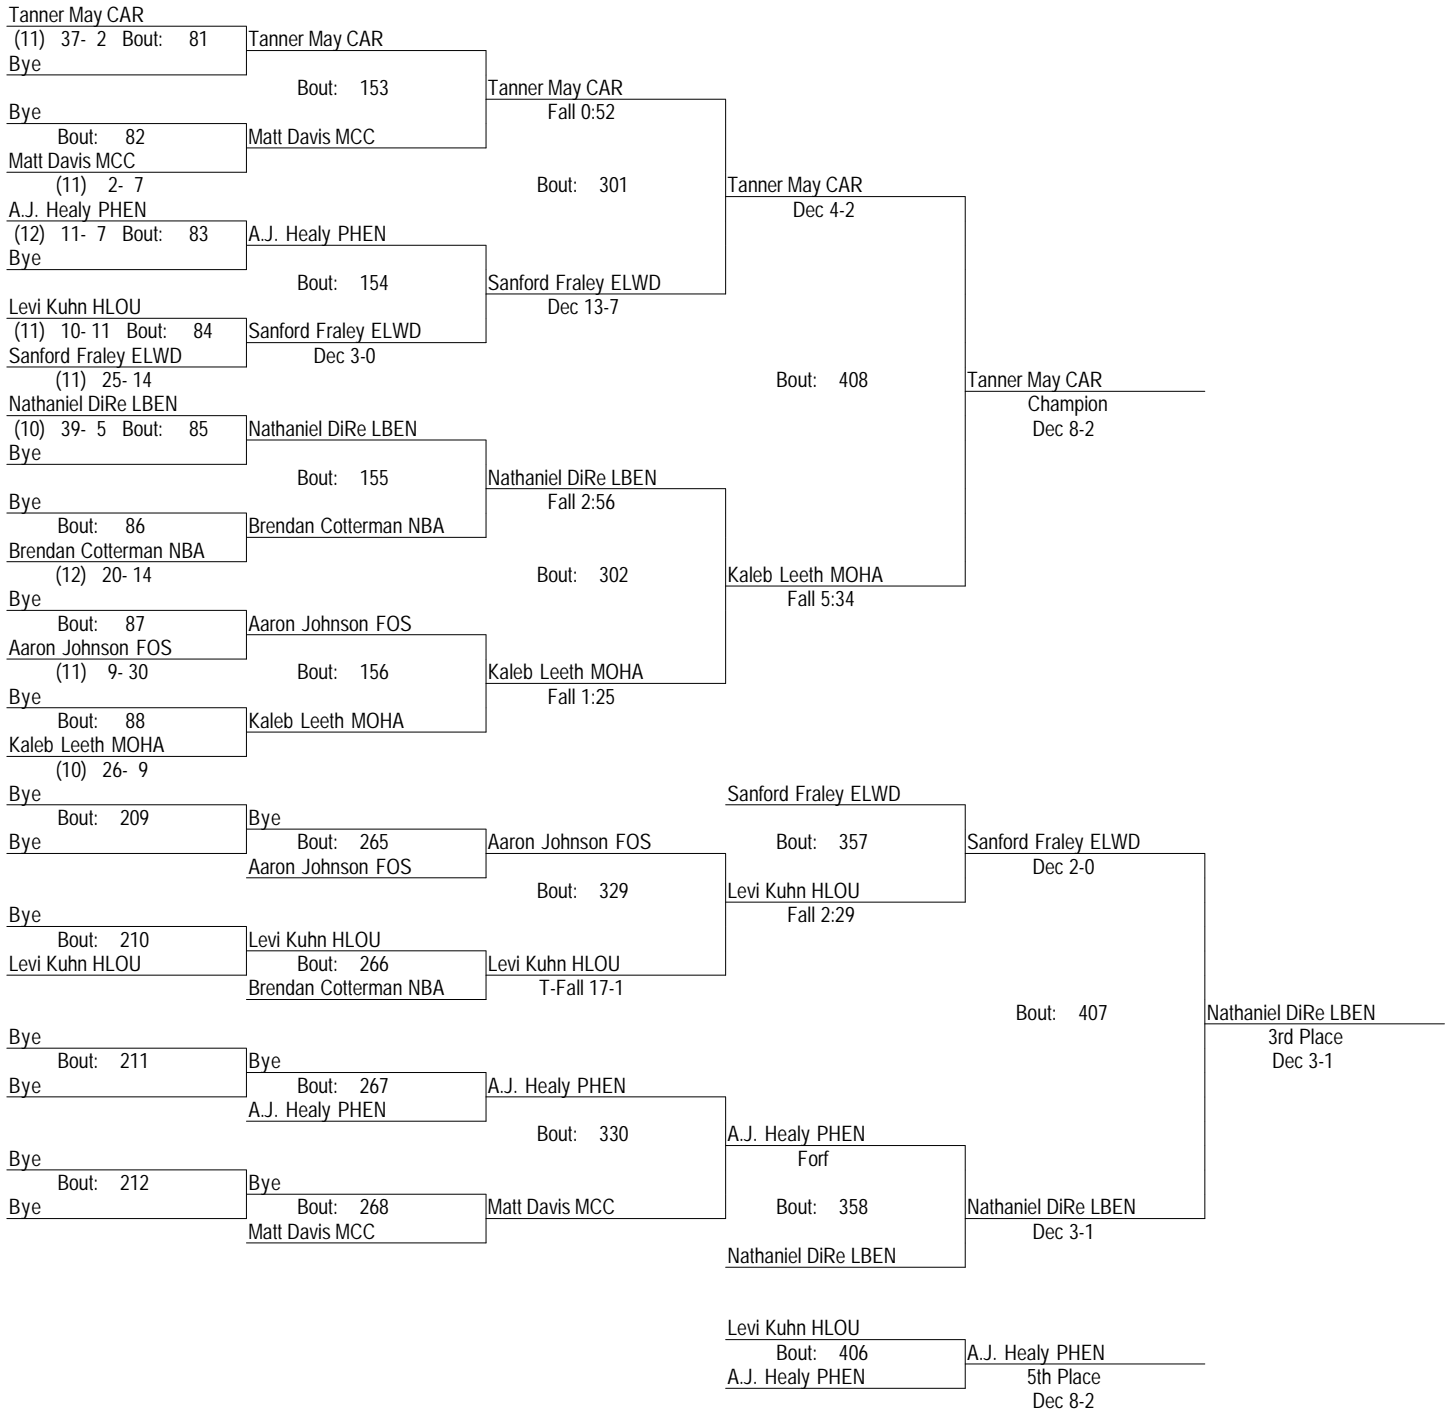 Tanner May CAR
(11) 37- 2 Bout: 81 Tanner May CAR
Bye
Bout: 153 Tanner May CAR
Bye Fall 0:52
Bout: 82 Matt Davis MCC
Matt Davis MCC
(11) 2- 7 Bout: 301 Tanner May CAR
A.J. Healy PHEN Dec 4-2
(12) 11- 7 Bout: 83 A.J. Healy PHEN
Bye
Bout: 154 Sanford Fraley ELWD
Levi Kuhn HLOU Dec 13-7
(11) 10- 11 Bout: 84 Sanford Fraley ELWD
Sanford Fraley ELWD Dec 3-0
(11) 25- 14 Bout: 408 Tanner May CAR
Nathaniel DiRe LBEN Champion
(10) 39- 5 Bout: 85 Nathaniel DiRe LBEN Dec 8-2
Bye
Bout: 155 Nathaniel DiRe LBEN
Bye Fall 2:56
Bout: 86 Brendan Cotterman NBA
Brendan Cotterman NBA
(12) 20- 14 Bout: 302 Kaleb Leeth MOHA
Bye Fall 5:34
Bout: 87 Aaron Johnson FOS
Aaron Johnson FOS
(11) 9- 30 Bout: 156 Kaleb Leeth MOHA
Bye Fall 1:25
Bout: 88 Kaleb Leeth MOHA
Kaleb Leeth MOHA
(10) 26- 9
Bye Sanford Fraley ELWD
Bout: 209 Bye
Bye Bout: 265 Aaron Johnson FOS Bout: 357 Sanford Fraley ELWD
Aaron Johnson FOS Dec 2-0
Bout: 329 Levi Kuhn HLOU
Bye Fall 2:29
Bout: 210 Levi Kuhn HLOU
Levi Kuhn HLOU Bout: 266 Levi Kuhn HLOU
Brendan Cotterman NBA T-Fall 17-1
Bout: 407 Nathaniel DiRe LBEN
Bye 3rd Place
Bout: 211 Bye Dec 3-1
Bye Bout: 267 A.J. Healy PHEN
A.J. Healy PHEN
Bout: 330 A.J. Healy PHEN
Bye Forf
Bout: 212 Bye
Bye Bout: 268 Matt Davis MCC Bout: 358 Nathaniel DiRe LBEN
Matt Davis MCC Dec 3-1
Nathaniel DiRe LBEN
Levi Kuhn HLOU
Bout: 406 A.J. Healy PHEN
A.J. Healy PHEN 5th Place
Dec 8-2